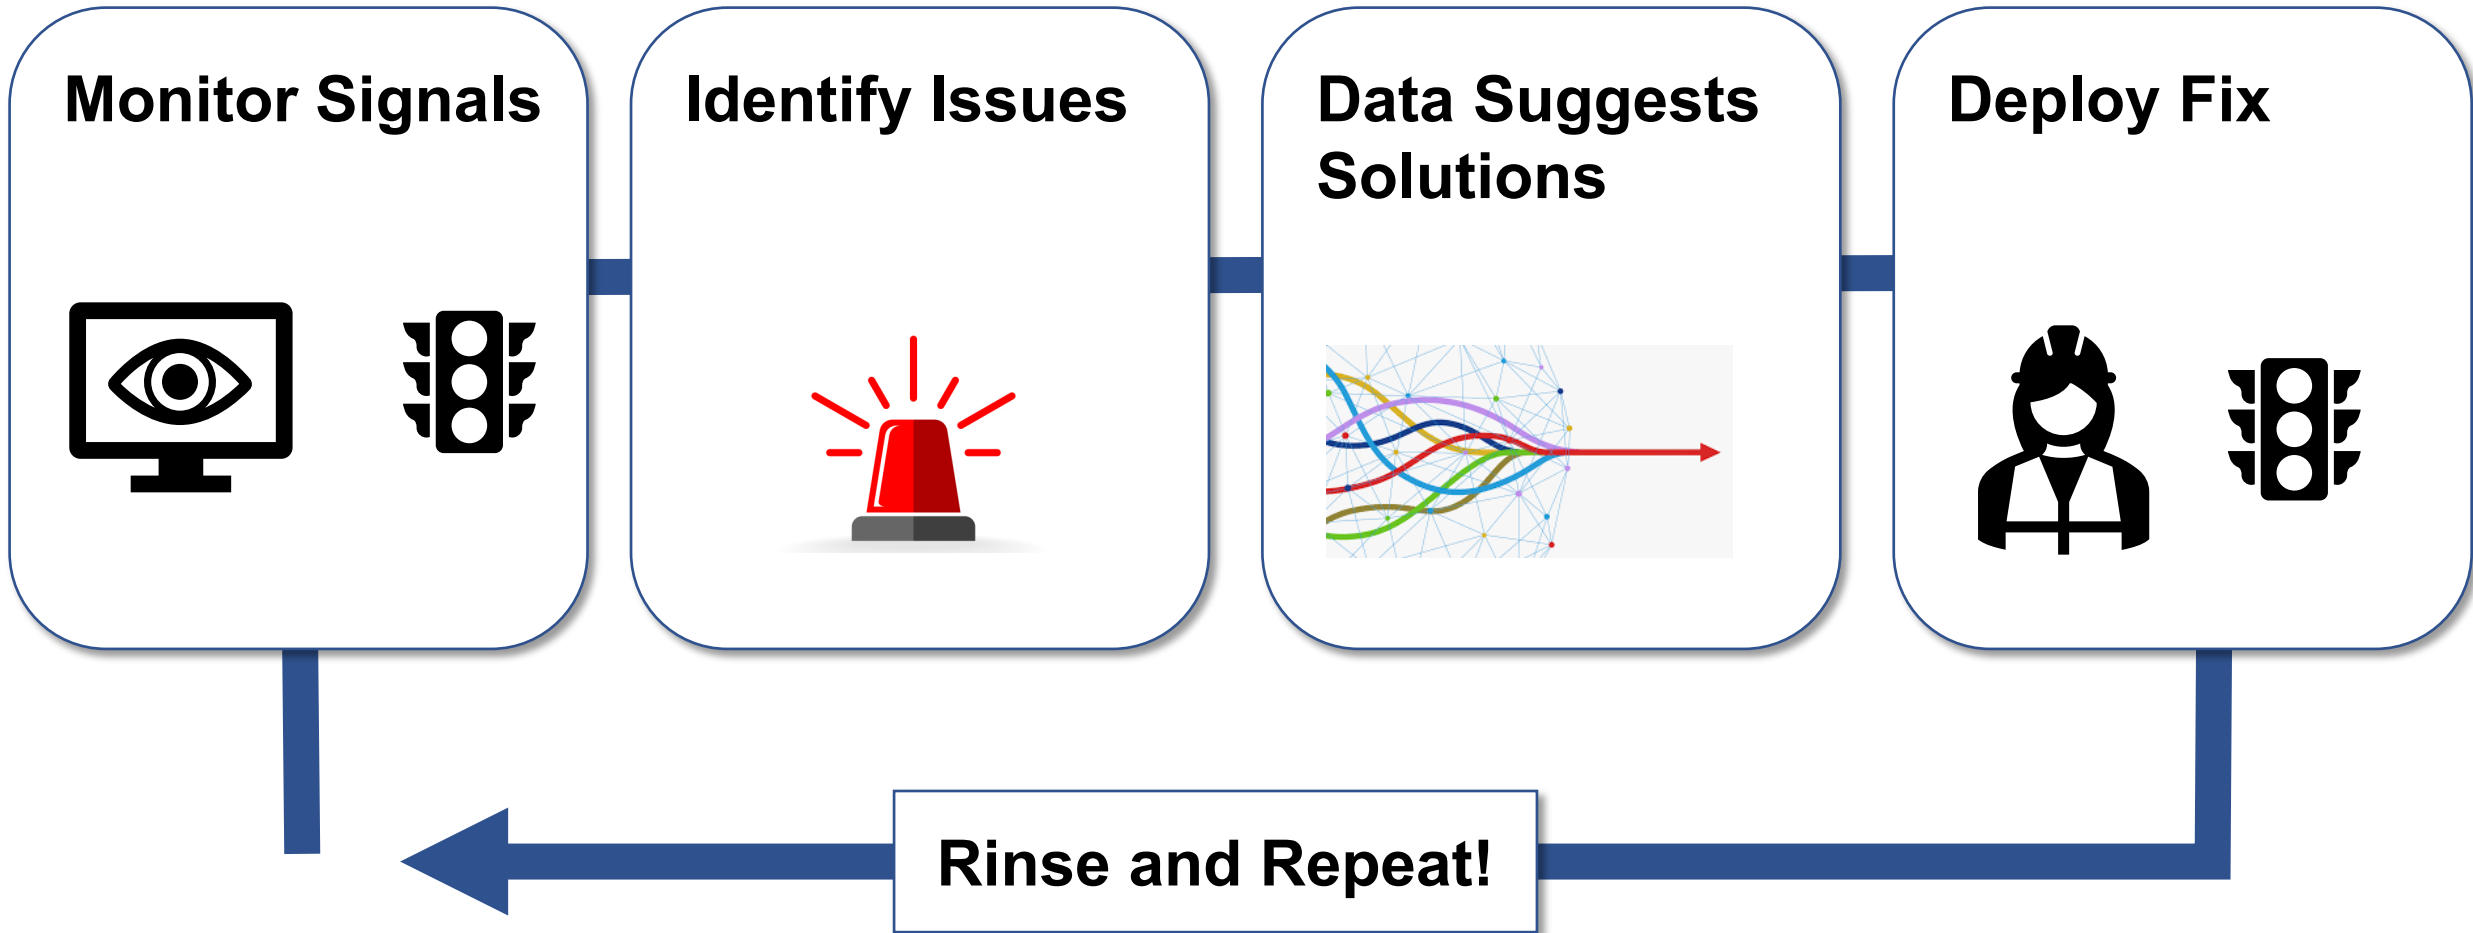 Monitor Signals
Identify Issues
Data Suggests
Solutions
Deploy Fix
Rinse and Repeat!